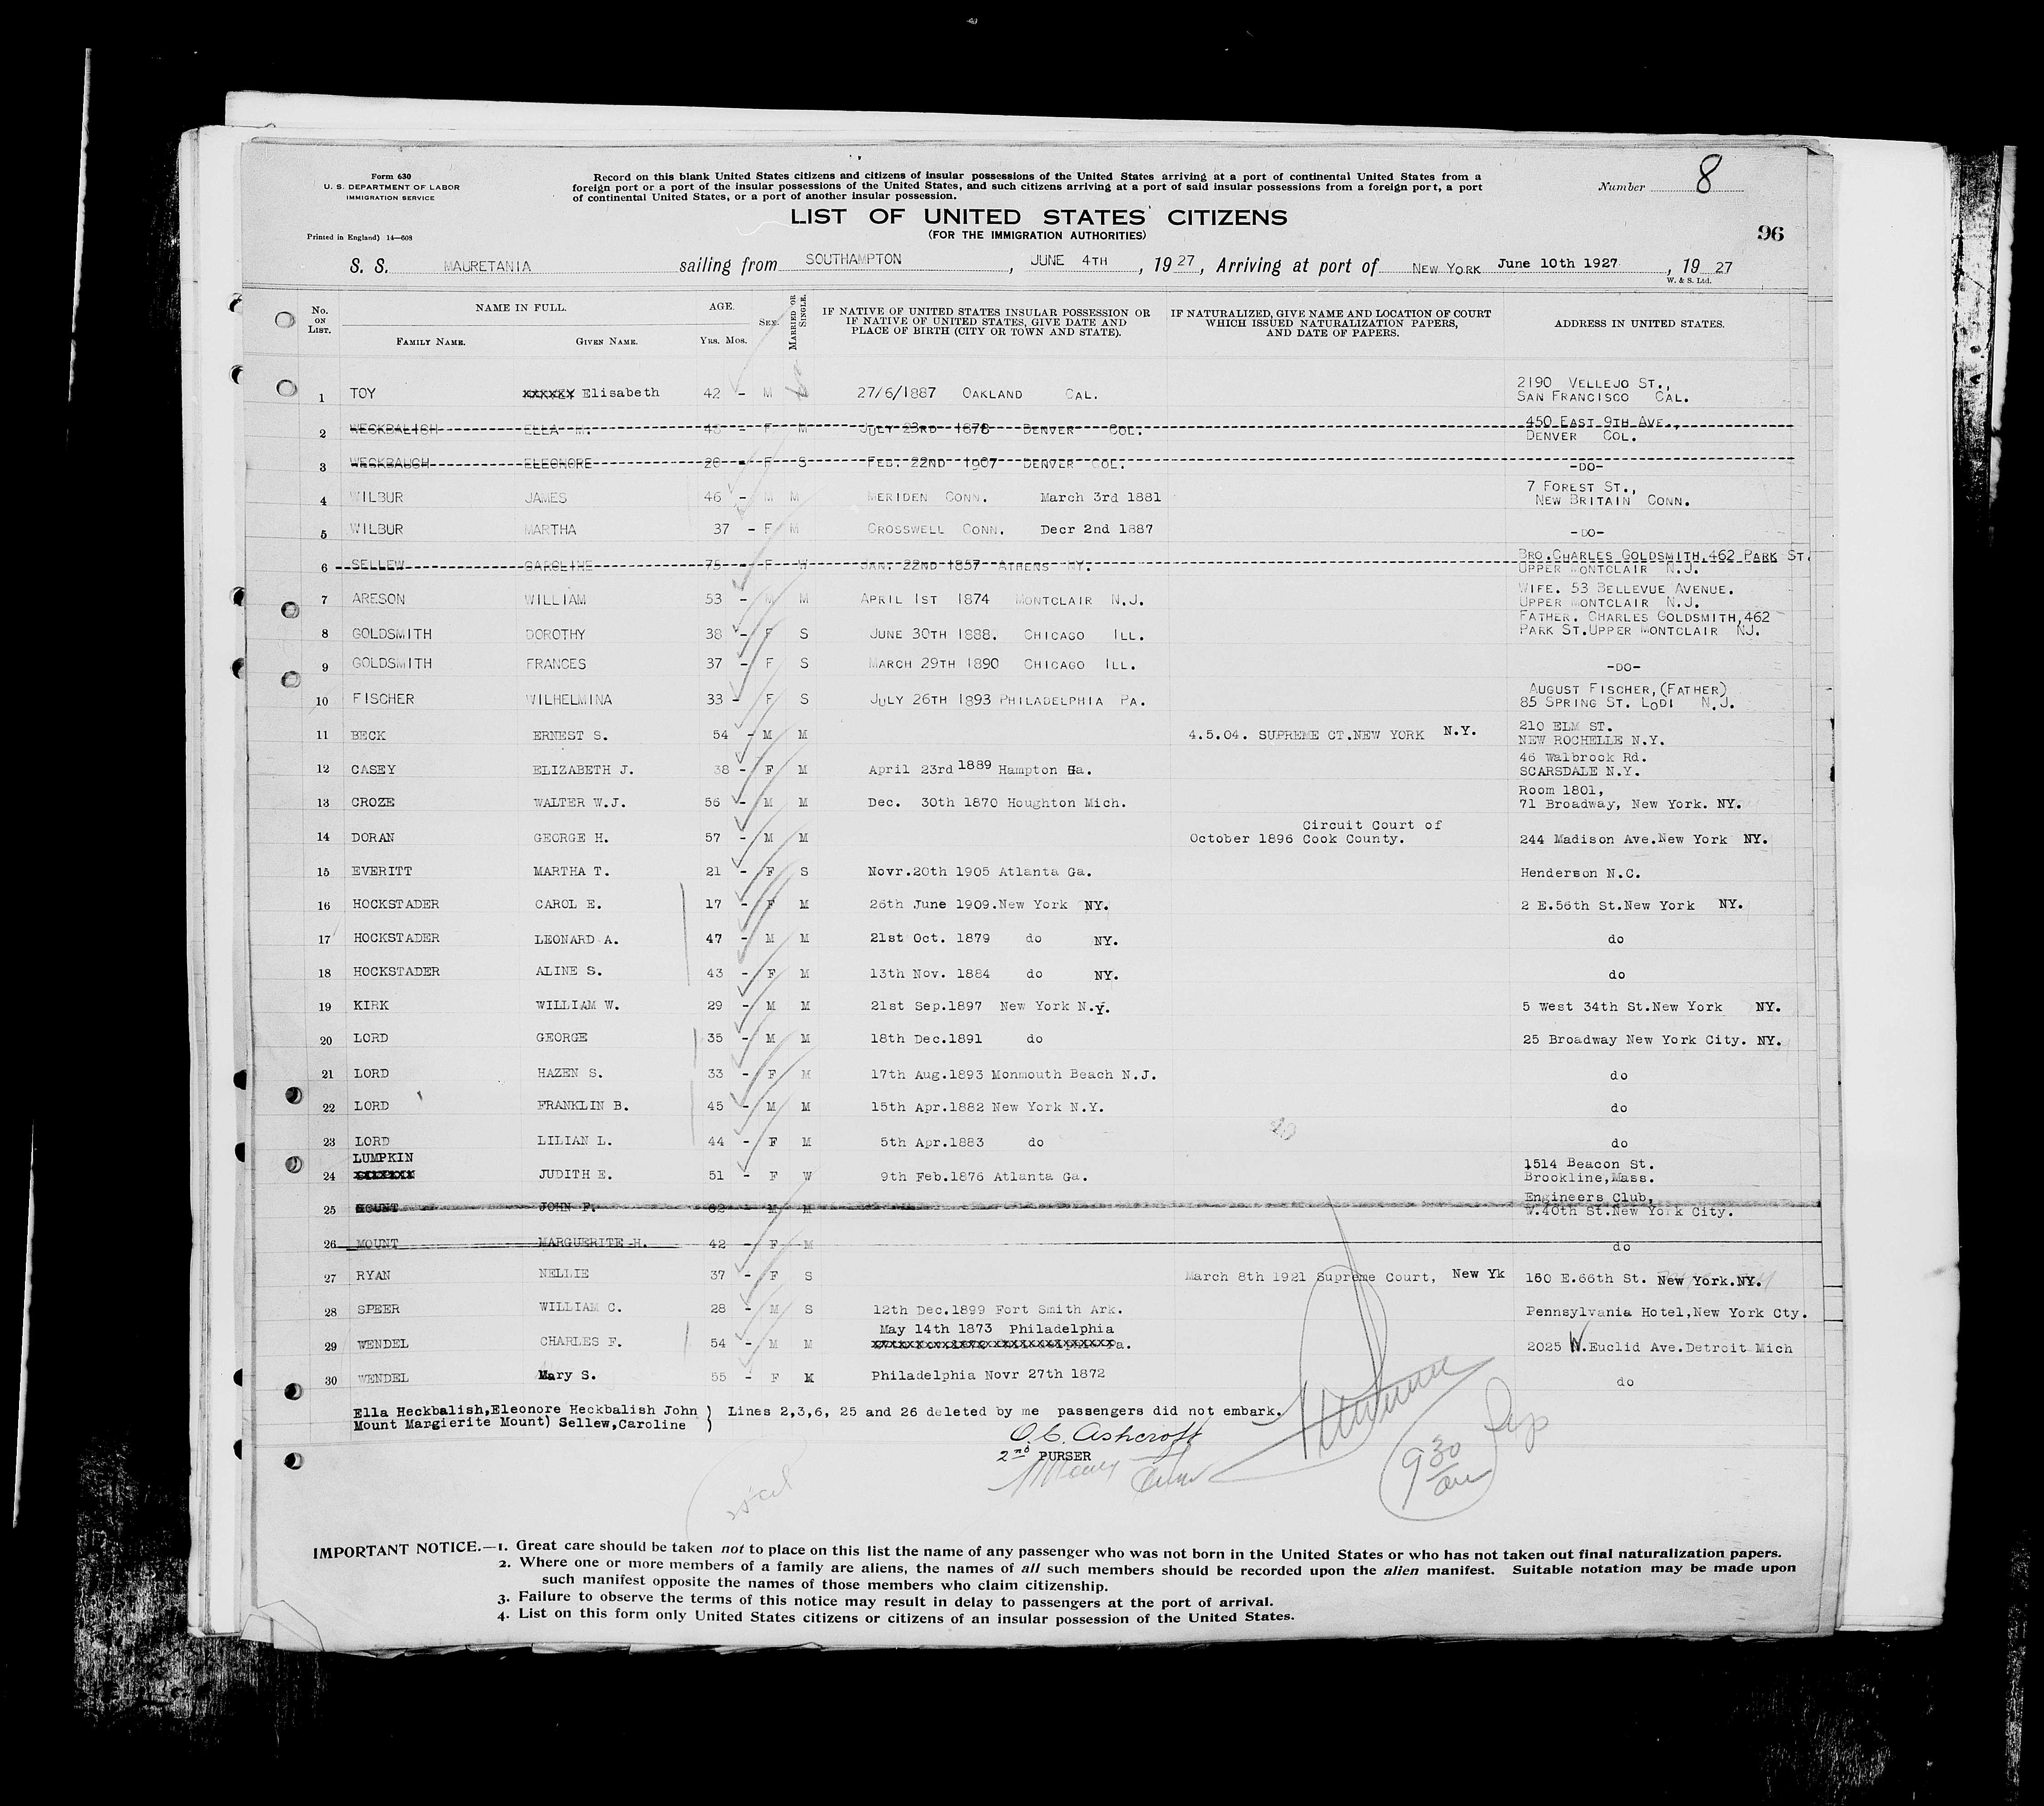 Form 630
U. S. DEPARTMENT OF LABOR
IMMIGRATION SERVICE
Printed in England) 14—608
Record on this blank United States citizens and citizens of insular possessions of the United States arriving at a port of continental United States from a
foreign port or a port of the insular possessions of the United States, and such citizens arriving at a port of said insular possessions from a foreign port, a port
of continental United States, or a port of another insular possession.
Number 8
LIST OF UNITED STATES CITIZENS
(FOR THE IMMIGRATION AUTHORITIES)
96
S. S. MAURETANIA sailing from SOUTHAMPTON, JUNE 4TH, 1927, Arriving at port of NEW YORK June 10th 1927, 1927
W. & S. Ltd.
No. ON LIST. NAME IN FULL. FAMILY NAME. GIVEN NAME. AGE. YRS. MOS. SEX. MARRIED OR SINGLE. IF NATIVE OF UNITED STATES INSULAR POSSESSION OR IF NATIVE OF UNITED STATES, GIVE DATE AND PLACE OF BIRTH (CITY OR TOWN AND STATE). IF NATURALIZED, GIVE NAME AND LOCATION OF COURT WHICH ISSUED NATURALIZATION PAPERS, AND DATE OF PAPERS. ADDRESS IN UNITED STATES.
1 TOY xxxxxx Elisabeth 42 - M 27/6/1887 OAKLAND CAL. 2190 VELLEJO ST., SAN FRANCISCO CAL.
2 WECKBALIGH ELLA M. 48 - F M JULY 23RD 1878 DENVER COL. 450 EAST 9TH AVE., DENVER COL.
3 WECKBAUGH ELEONORE 20 - F S FEB. 22ND 1907 DENVER COL. -DO-
4 WILBUR JAMES 46 - M M MERIDEN CONN. March 3rd 1881 7 FOREST ST., NEW BRITAIN CONN.
5 WILBUR MARTHA 37 - F M CROSSWELL CONN. Decr 2nd 1887 -DO-
6 SELLEW CAROLINE 75 - F W JAN. 22ND 1857 ATHENS NY. BRO.CHARLES GOLDSMITH,462 PARK ST. UPPER MONTCLAIR N.J.
7 ARESON WILLIAM 53 - M M APRIL 1ST 1874 MONTCLAIR N.J. WIFE. 53 BELLEVUE AVENUE. UPPER MONTCLAIR N.J.
8 GOLDSMITH DOROTHY 38 - F S JUNE 30TH 1888. CHICAGO ILL. FATHER. CHARLES GOLDSMITH,462 PARK ST.UPPER MONTCLAIR NJ.
9 GOLDSMITH FRANCES 37 - F S MARCH 29TH 1890 CHICAGO ILL. -DO-
10 FISCHER WILHELMINA 33 - F S JULY 26TH 1893 PHILADELPHIA PA. AUGUST FISCHER,(FATHER) 85 SPRING ST. LODI N.J.
11 BECK ERNEST S. 54 - M M 4.5.04. SUPREME CT.NEW YORK N.Y. 210 ELM ST. NEW ROCHELLE N.Y.
12 CASEY ELIZABETH J. 38 - F M April 23rd 1889 Hampton Ga. 46 Walbrock Rd. SCARSDALE N.Y.
13 CROZE WALTER W.J. 56 - M M Dec. 30th 1870 Houghton Mich. Room 1801, 71 Broadway, New York. NY.
14 DORAN GEORGE H. 57 - M M October 1896 Circuit Court of Cook County. 244 Madison Ave.New York NY.
15 EVERITT MARTHA T. 21 - F S Novr.20th 1905 Atlanta Ga. Henderson N.C.
16 HOCKSTADER CAROL E. 17 - F M 26th June 1909.New York NY. 2 E.56th St.New York NY.
17 HOCKSTADER LEONARD A. 47 - M M 21st Oct. 1879 do NY. do
18 HOCKSTADER ALINE S. 43 - F M 13th Nov. 1884 do NY. do
19 KIRK WILLIAM W. 29 - M M 21st Sep.1897 New York N.Y. 5 West 34th St.New York NY.
20 LORD GEORGE 35 - M M 18th Dec.1891 do 25 Broadway New York City. NY.
21 LORD HAZEN S. 33 - F M 17th Aug.1893 Monmouth Beach N.J. do
22 LORD FRANKLIN B. 45 - M M 15th Apr.1882 New York N.Y. do
23 LORD LILIAN L. 44 - F M 5th Apr.1883 do do
24 LUMPKIN JUDITH E. 51 - F W 9th Feb.1876 Atlanta Ga. 1514 Beacon St. Brookline,Mass.
25 MOUNT JOHN F. 62 - M M Engineers Club, W.40th St.New York City.
26 MOUNT MARGUERITE H. 42 - F M do
27 RYAN NELLIE 37 - F S March 8th 1921 Supreme Court, New Yk 160 E.66th St. New York.NY.
28 SPEER WILLIAM C. 28 - M S 12th Dec.1899 Fort Smith Ark. Pennsylvania Hotel,New York Cty.
29 WENDEL CHARLES F. 54 - M M May 14th 1873 Philadelphia Pa. 2025 W.Euclid Ave.Detroit Mich
30 WENDEL Mary S. 55 - F M Philadelphia Novr 27th 1872 do
Ella Heckbalish,Eleonore Heckbalish John
Mount Margierite Mount) Sellew,Caroline } Lines 2,3,6, 25 and 26 deleted by me passengers did not embark.
O.C. Ashcroft
2nd PURSER
9 30 am
IMPORTANT NOTICE.—1. Great care should be taken not to place on this list the name of any passenger who was not born in the United States or who has not taken out final naturalization papers.
2. Where one or more members of a family are aliens, the names of all such members should be recorded upon the alien manifest. Suitable notation may be made upon
such manifest opposite the names of those members who claim citizenship.
3. Failure to observe the terms of this notice may result in delay to passengers at the port of arrival.
4. List on this form only United States citizens or citizens of an insular possession of the United States.